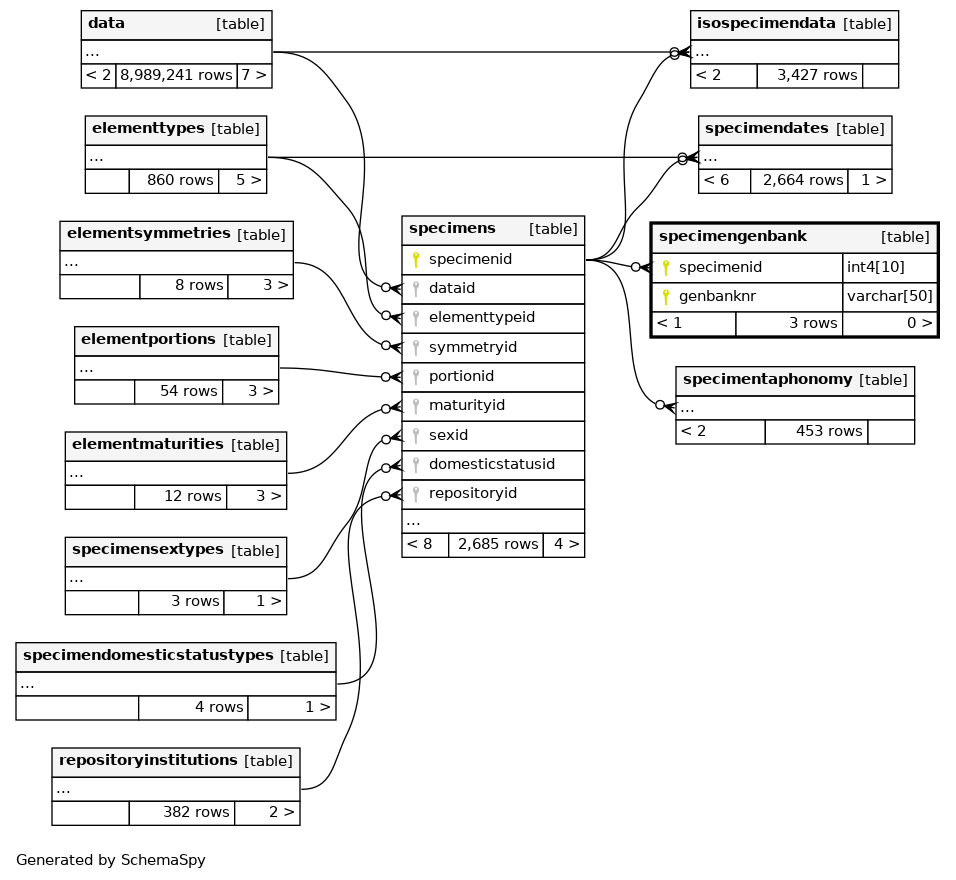 data [table]
...
< 2 8,989,241 rows 7 >
elementtypes [table]
...
860 rows 5 >
elementsymmetries [table]
...
8 rows 3 >
elementportions [table]
...
54 rows 3 >
elementmaturities [table]
...
12 rows 3 >
specimensextypes [table]
...
3 rows 1 >
specimendomesticstatustypes [table]
...
4 rows 1 >
repositoryinstitutions [table]
...
382 rows 2 >
specimens [table]
specimenid
dataid
elementtypeid
symmetryid
portionid
maturityid
sexid
domesticstatusid
repositoryid
...
< 8 2,685 rows 4 >
isospecimendata [table]
...
< 2 3,427 rows
specimendates [table]
...
< 6 2,664 rows 1 >
specimengenbank [table]
specimenid int4[10]
genbanknr varchar[50]
< 1 3 rows 0 >
specimentaphonomy [table]
...
< 2 453 rows
Generated by SchemaSpy